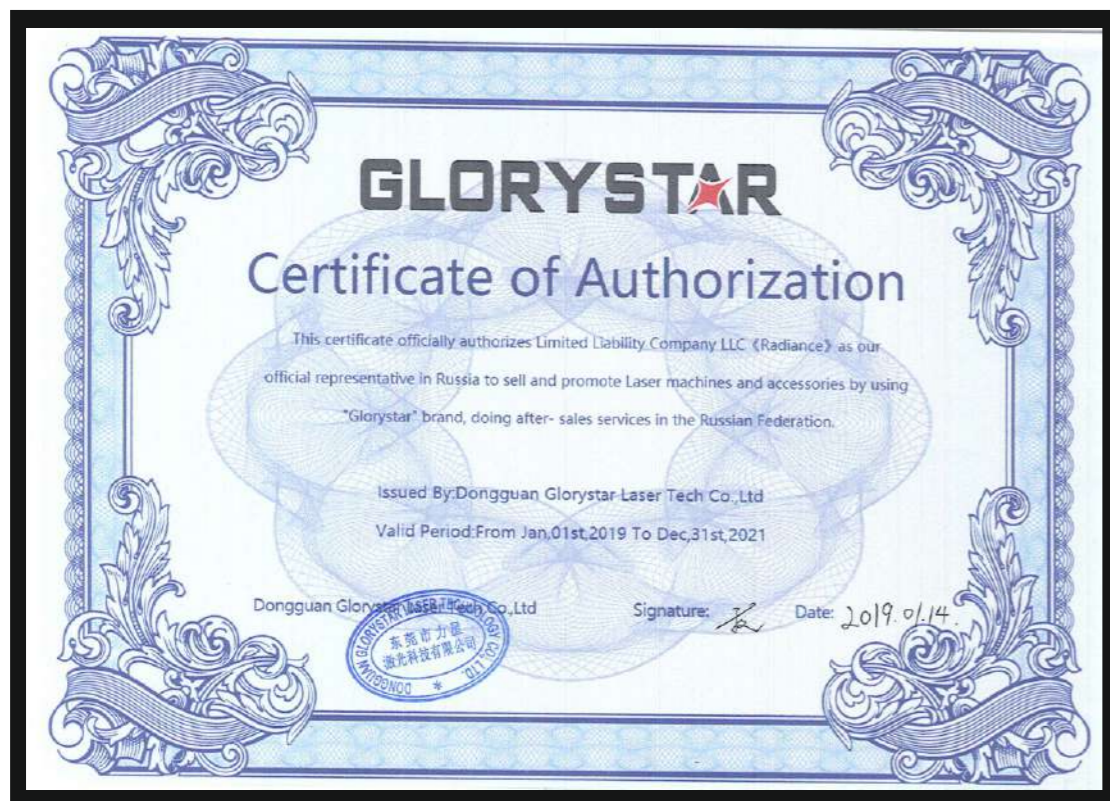 GLORYSTAR
Certificate of Authorization
This certificate officially authorizes Limited Liability Company LLC《Radiance》as our
official representative in Russia to sell and promote Laser machines and accessories by using
"Glorystar" brand, doing after- sales services in the Russian Federation.
Issued By:Dongguan Glorystar Laser Tech Co.,Ltd
Valid Period:From Jan,01st,2019 To Dec,31st,2021
Dongguan Glorystar Laser Tech Co.,Ltd
Signature:
Date: 2019.01.14.
DONGGUAN GLORYSTAR LASER TECHNOLOGY CO., LTD.
东莞市力星
激光科技有限公司